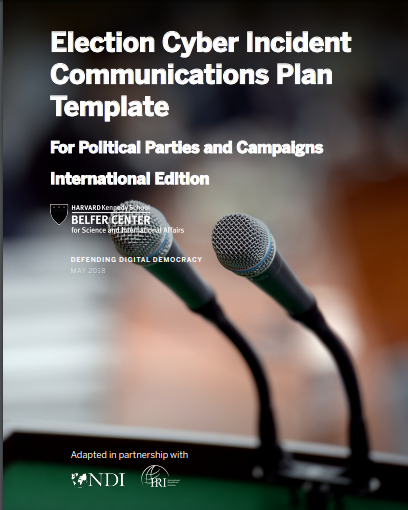 Election Cyber Incident
Communications Plan
Template
For Political Parties and Campaigns
International Edition
HARVARD Kennedy School
BELFER CENTER
for Science and International Affairs
DEFENDING DIGITAL DEMOCRACY
MAY 2018
Adapted in partnership with
NDI
IRI